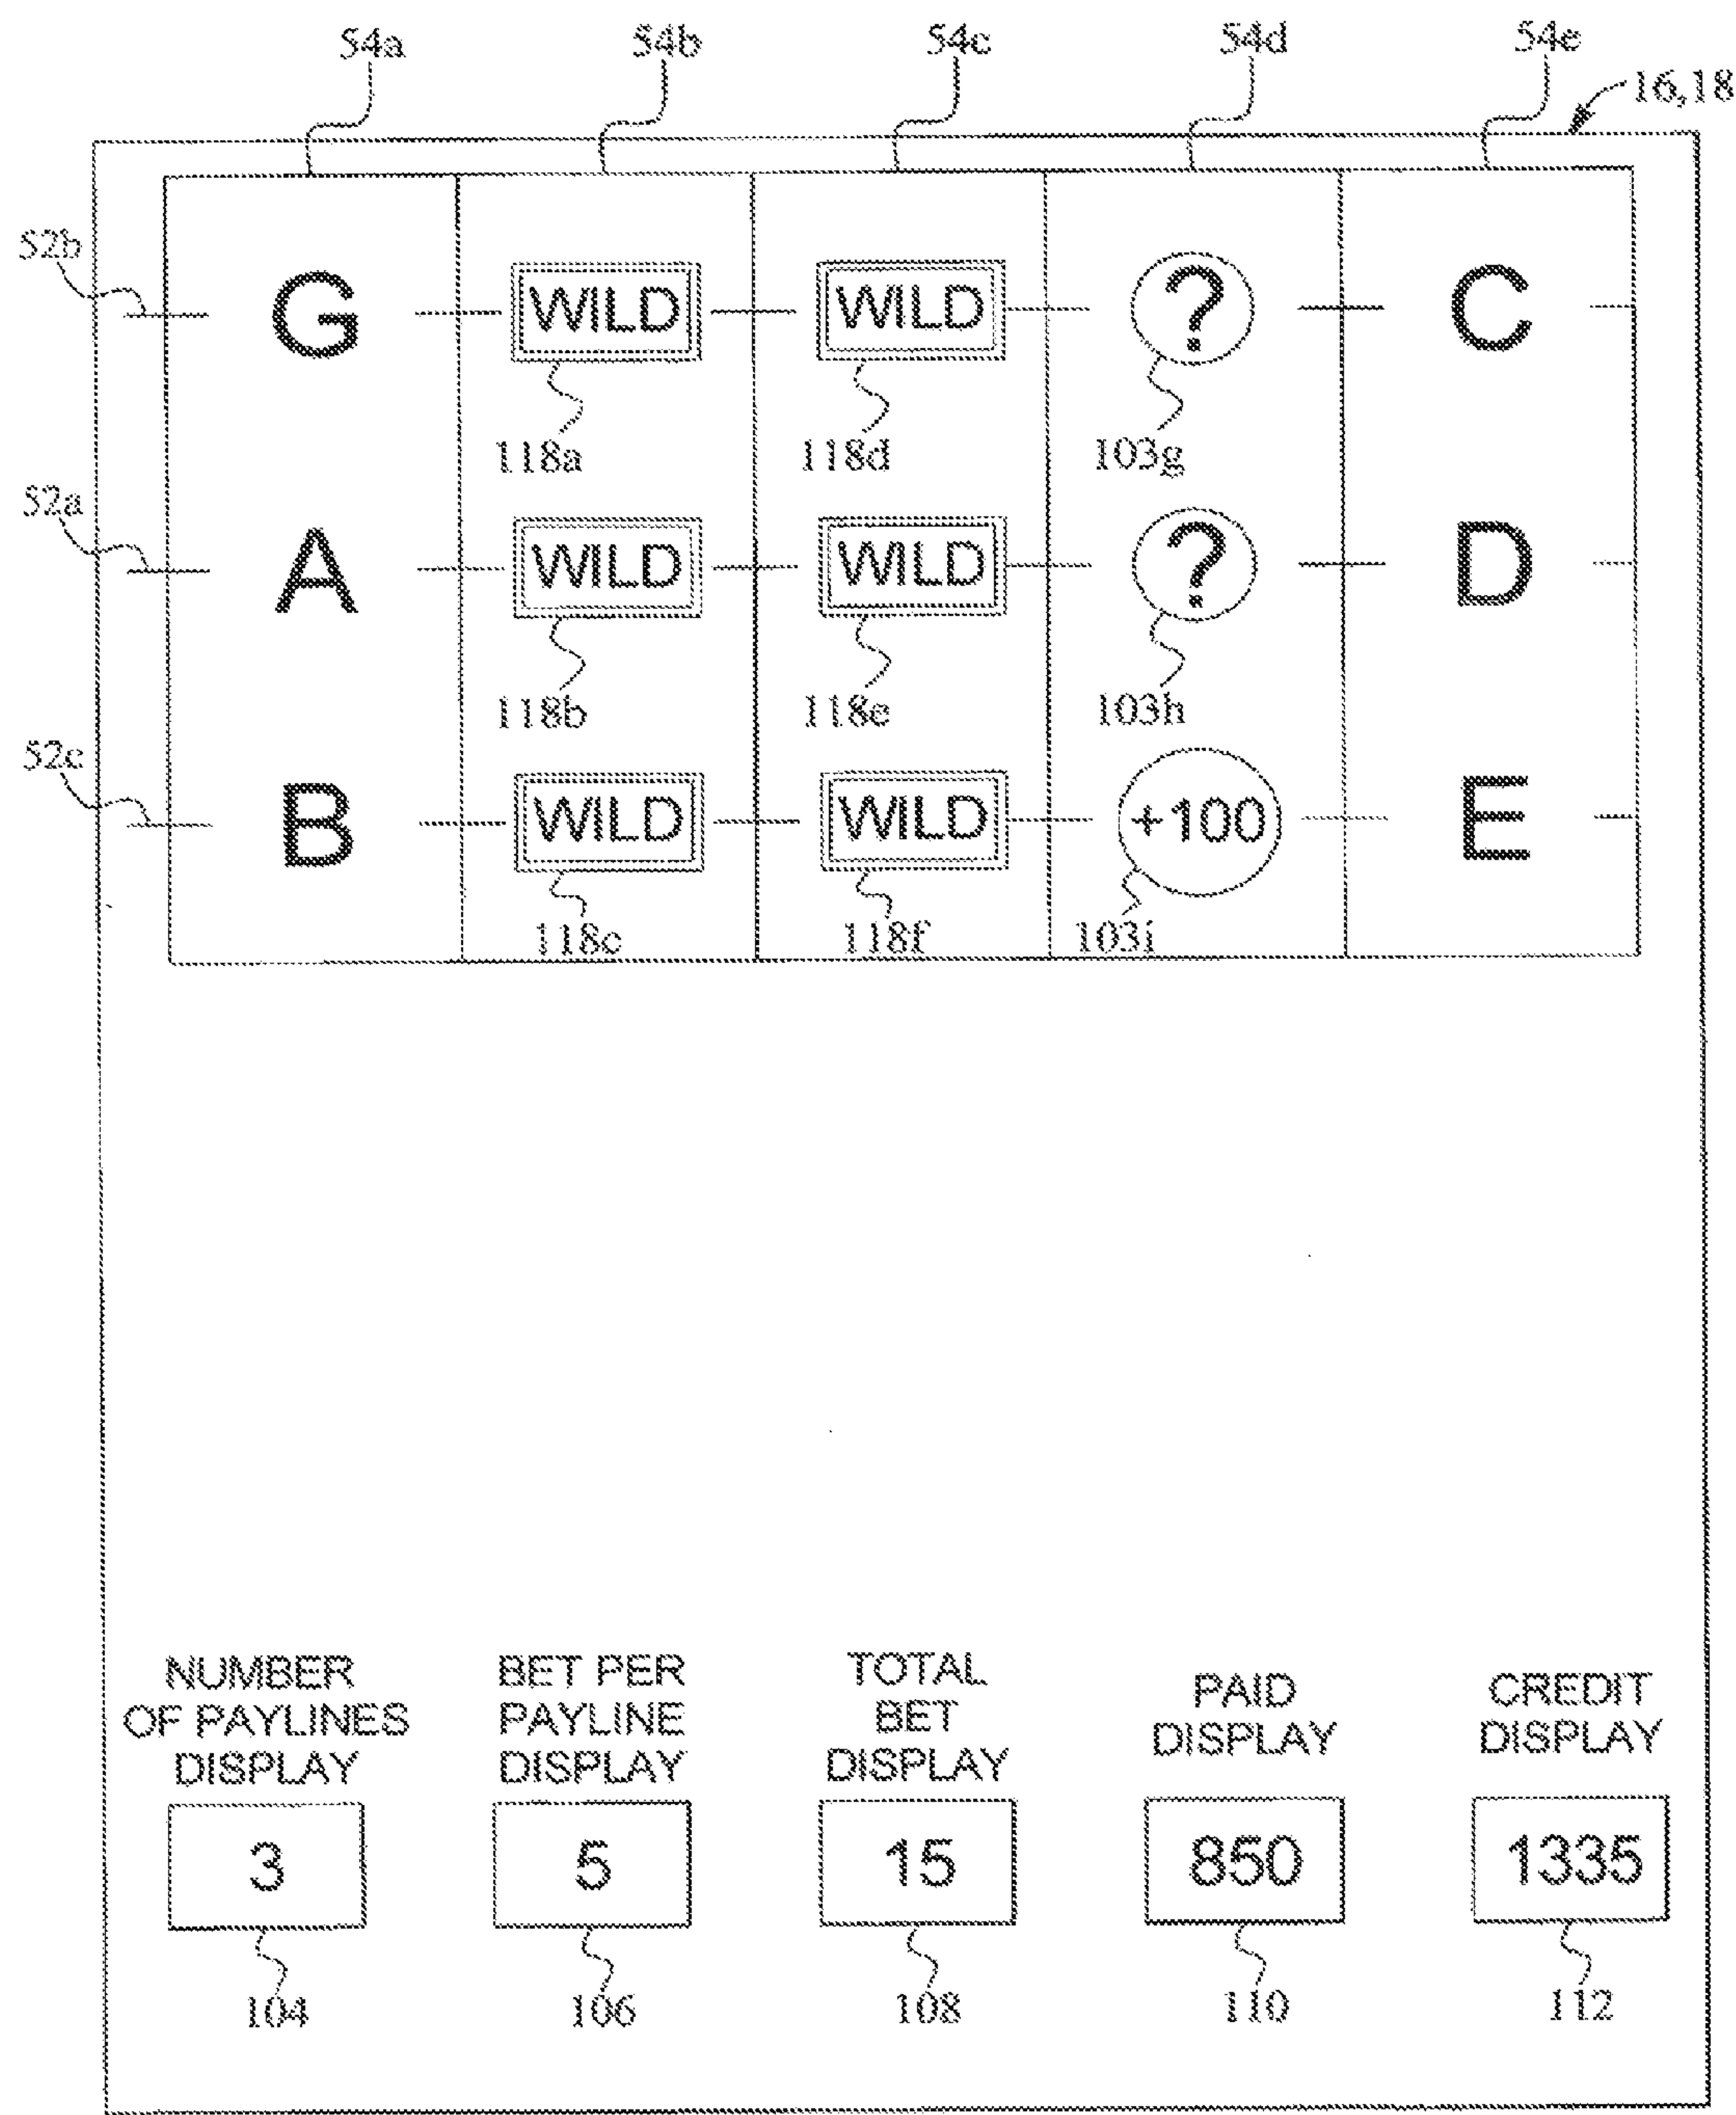 54a 54b 54c 54d 54e
16,18
52b G WILD WILD ? C
118a 118d 103g
52a A WILD WILD ? D
118b 118e 103h
52c B WILD WILD +100 E
118c 118f 103i
NUMBER OF PAYLINES DISPLAY
BET PER PAYLINE DISPLAY
TOTAL BET DISPLAY
PAID DISPLAY
CREDIT DISPLAY
3 5 15 850 1335
104 106 108 110 112